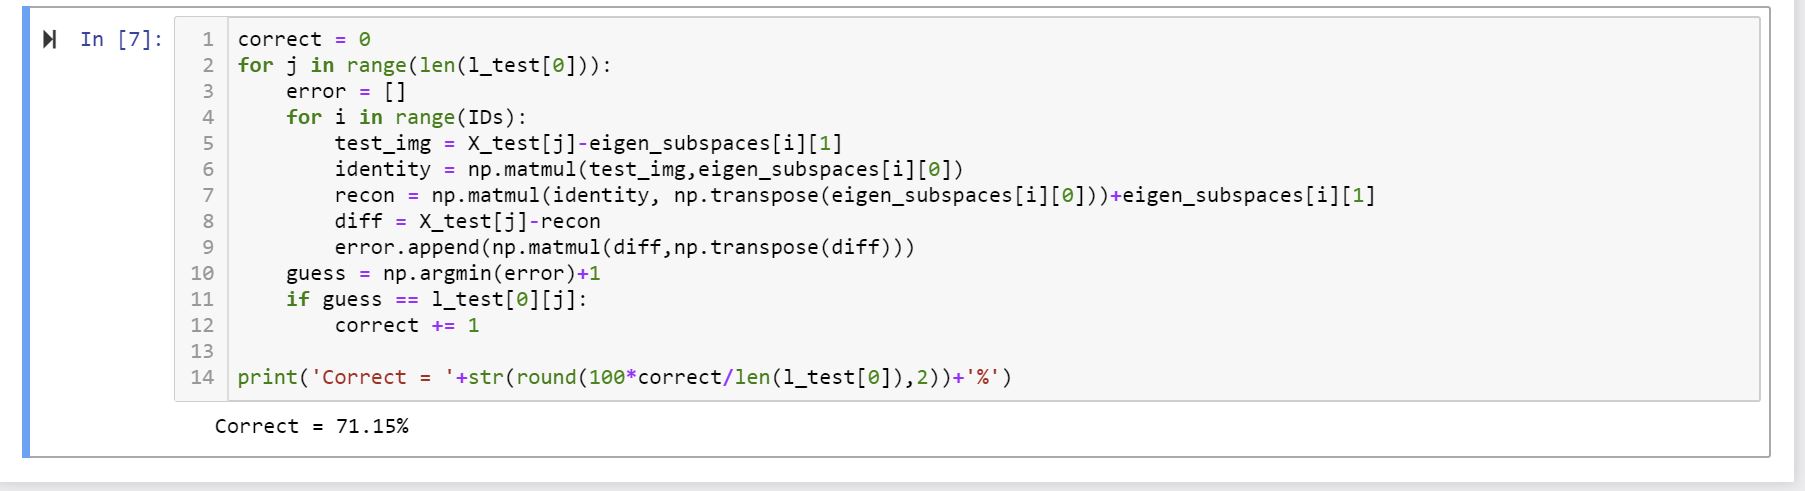 In [7]:
1 correct = 0
2 for j in range(len(l_test[0])):
3     error = []
4     for i in range(IDs):
5         test_img = X_test[j]-eigen_subspaces[i][1]
6         identity = np.matmul(test_img,eigen_subspaces[i][0])
7         recon = np.matmul(identity, np.transpose(eigen_subspaces[i][0]))+eigen_subspaces[i][1]
8         diff = X_test[j]-recon
9         error.append(np.matmul(diff,np.transpose(diff)))
10     guess = np.argmin(error)+1
11     if guess == l_test[0][j]:
12         correct += 1
13
14 print('Correct = '+str(round(100*correct/len(l_test[0]),2))+'%')
Correct = 71.15%